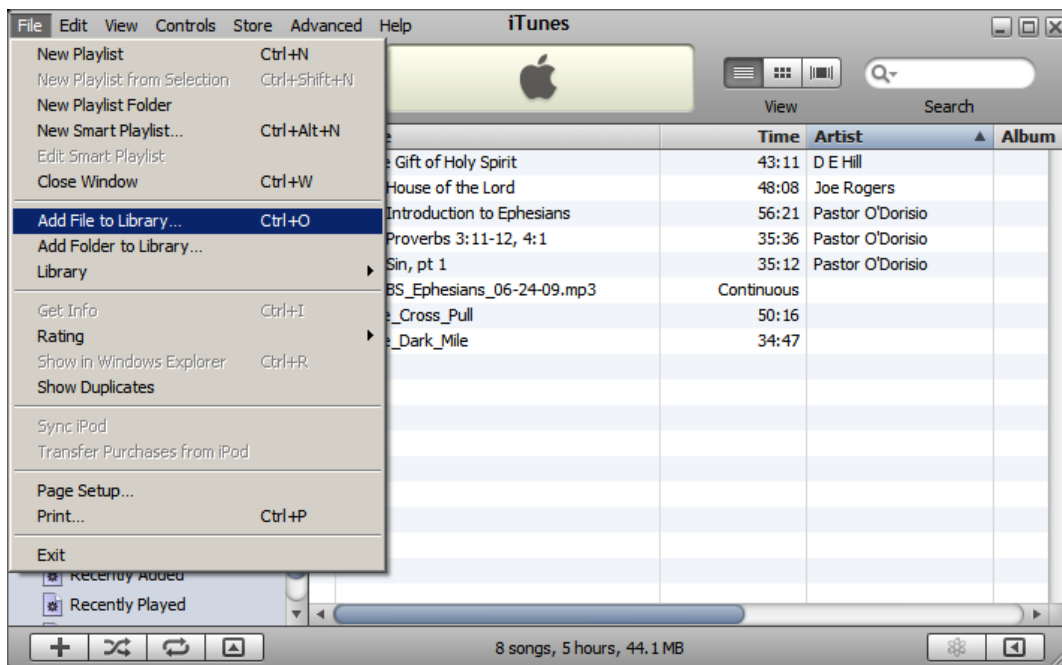 File Edit View Controls Store Advanced Help iTunes
New Playlist Ctrl+N
New Playlist from Selection Ctrl+Shift+N
New Playlist Folder
New Smart Playlist... Ctrl+Alt+N
Edit Smart Playlist
Close Window Ctrl+W
Add File to Library... Ctrl+O
Add Folder to Library...
Library
Get Info Ctrl+I
Rating
Show in Windows Explorer Ctrl+R
Show Duplicates
Sync iPod
Transfer Purchases from iPod
Page Setup...
Print... Ctrl+P
Exit
View Search
Time Artist Album
Gift of Holy Spirit 43:11 D E Hill
House of the Lord 48:08 Joe Rogers
Introduction to Ephesians 56:21 Pastor O'Dorisio
Proverbs 3:11-12, 4:1 35:36 Pastor O'Dorisio
Sin, pt 1 35:12 Pastor O'Dorisio
BS_Ephesians_06-24-09.mp3 Continuous
_Cross_Pull 50:16
_Dark_Mile 34:47
Recently Added
Recently Played
8 songs, 5 hours, 44.1 MB